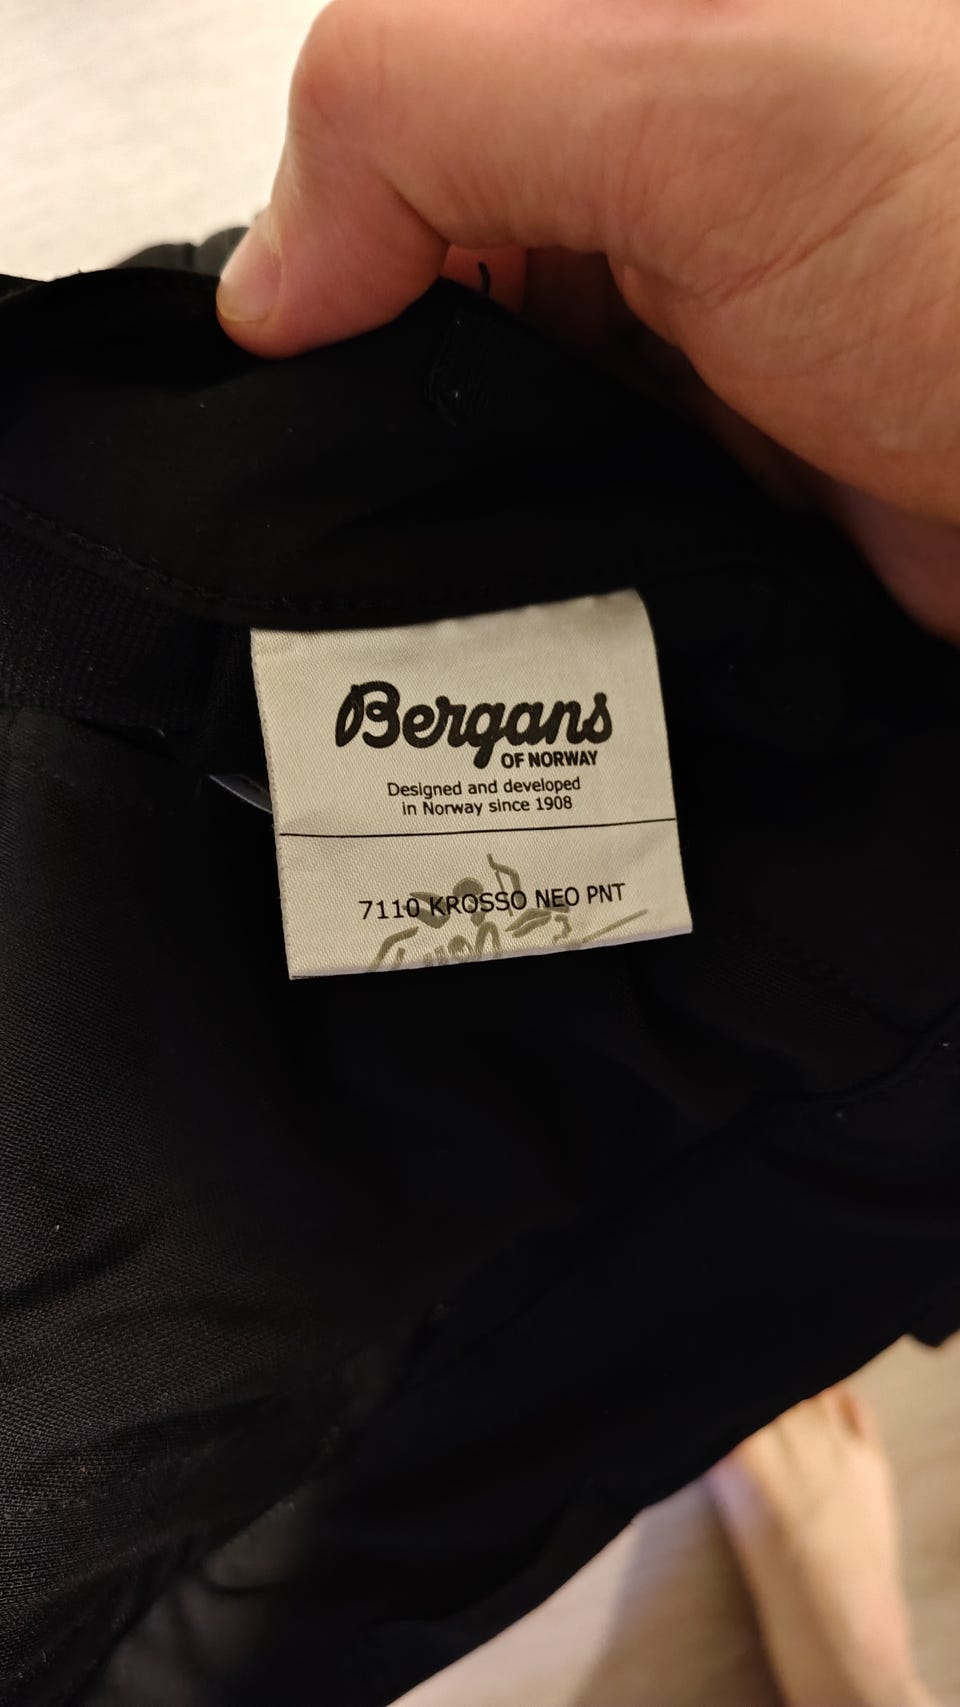 Bergans
OF NORWAY
Designed and developed
in Norway since 1908
7110 KROSSO NEO PNT